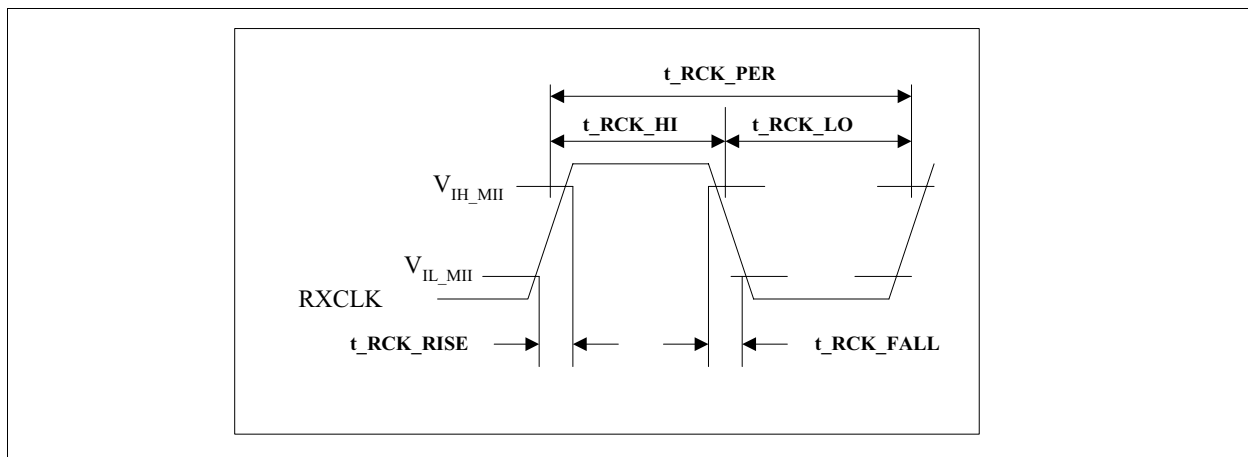 t_RCK_PER
t_RCK_HI t_RCK_LO
V_IH_MII
V_IL_MII
RXCLK
t_RCK_RISE t_RCK_FALL